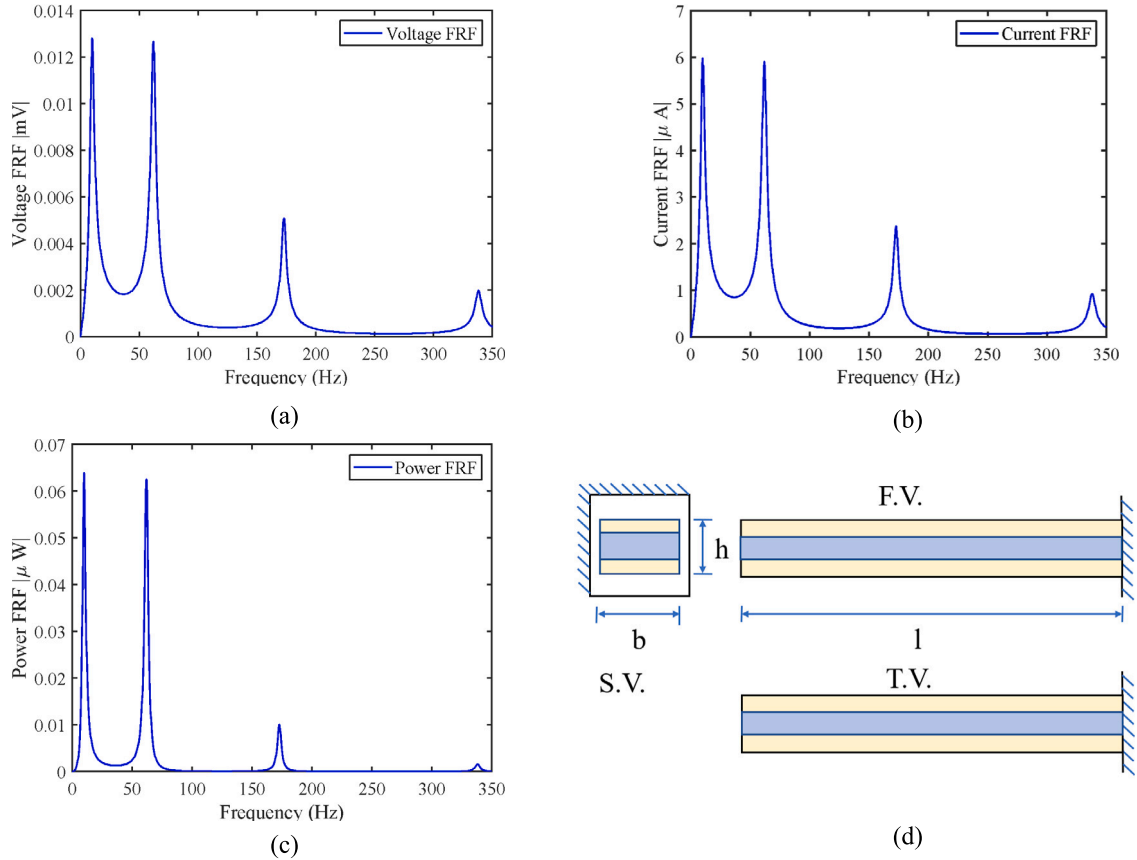 0.014
0.012
0.01
0.008
0.006
0.004
0.002
0
Voltage FRF |mV|
Voltage FRF
0 50 100 150 200 250 300 350
Frequency (Hz)
(a)
7
6
5
4
3
2
1
0
Current FRF |μ A|
Current FRF
0 50 100 150 200 250 300 350
Frequency (Hz)
(b)
0.07
0.06
0.05
0.04
0.03
0.02
0.01
0
Power FRF |μ W|
Power FRF
0 50 100 150 200 250 300 350
Frequency (Hz)
(c)
F.V.
h
b
l
S.V.
T.V.
(d)